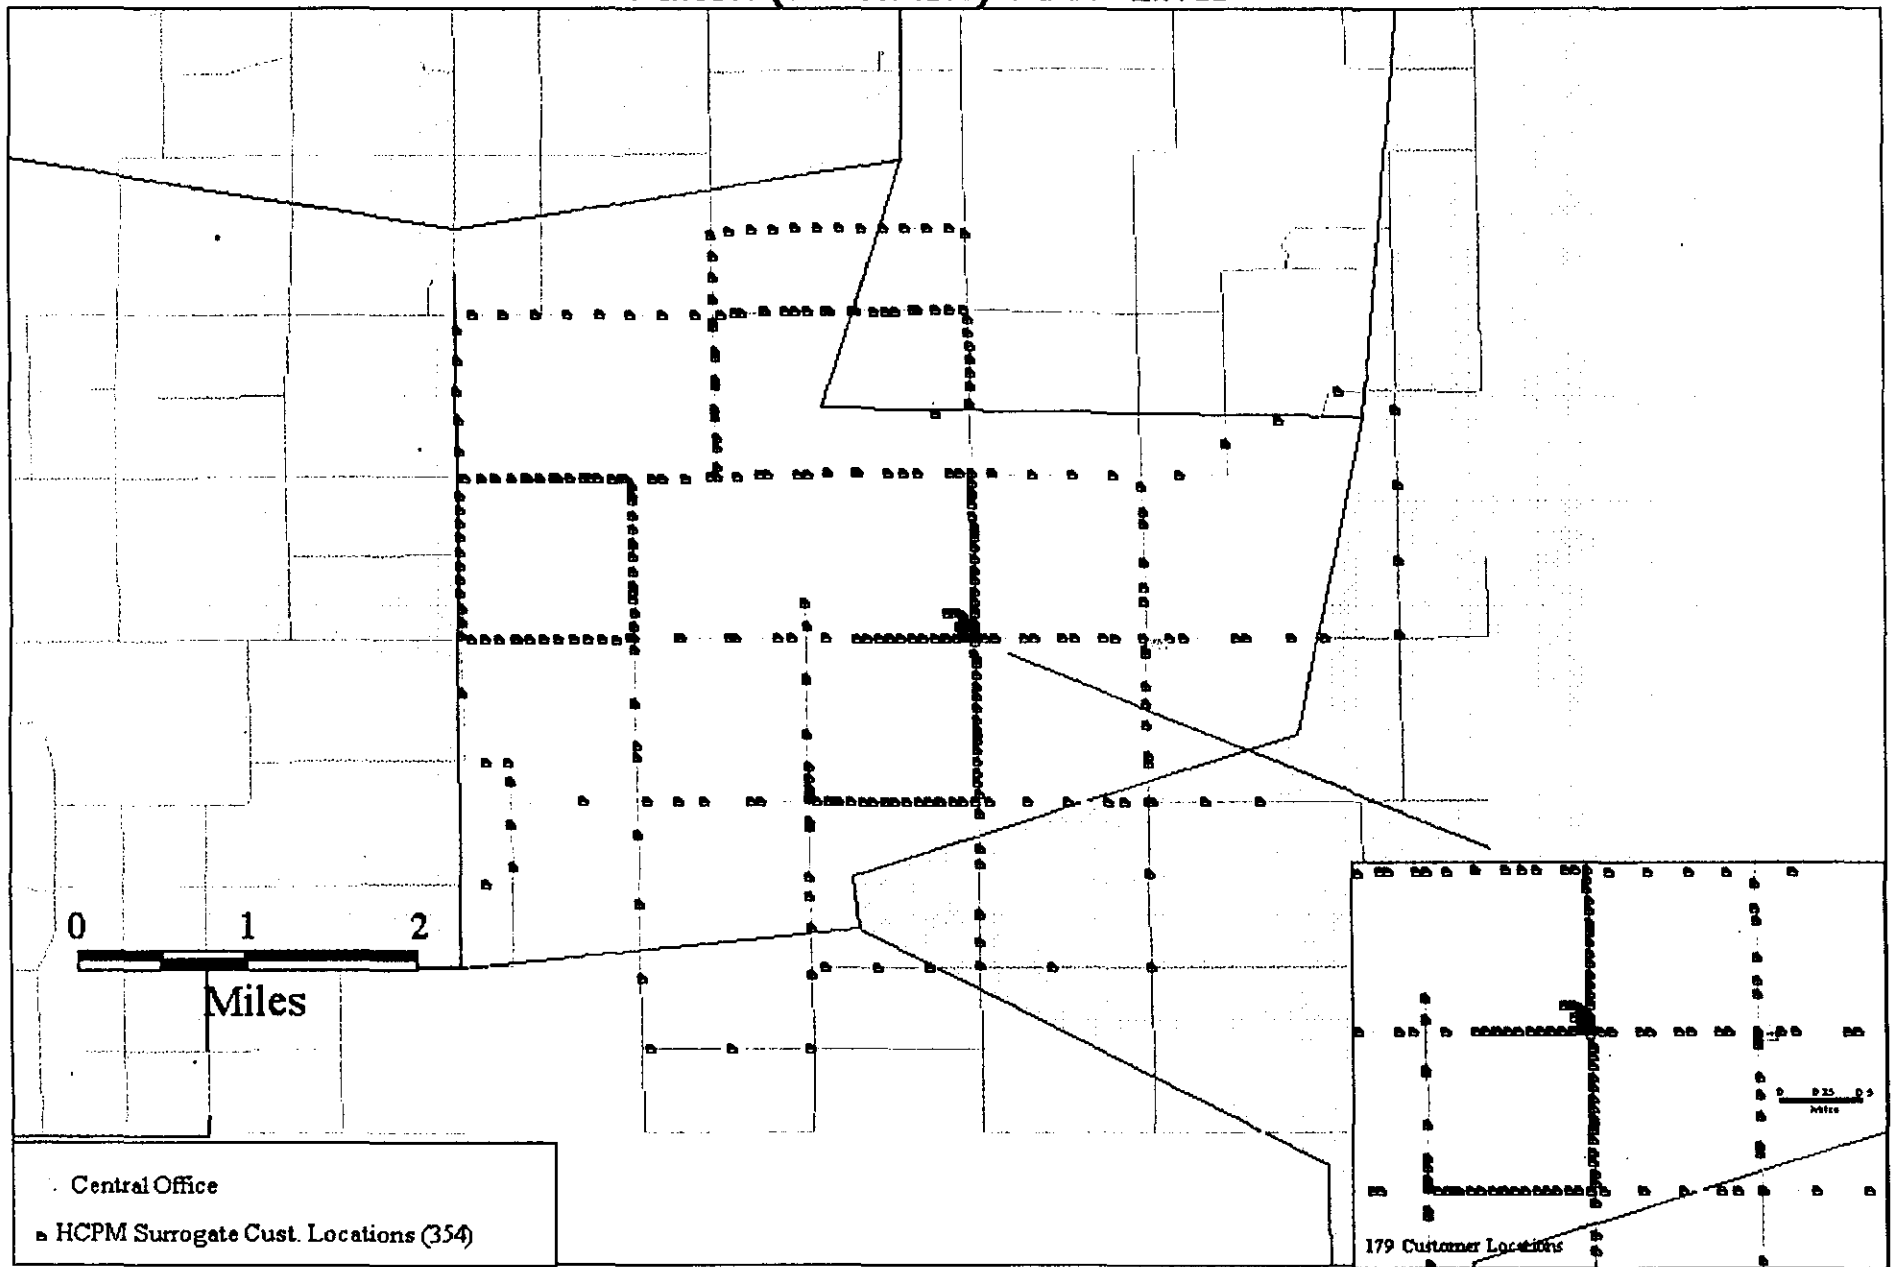 0 1 2
Miles
Central Office
HCPM Surrogate Cust. Locations (354)
Miles
179 Customer Locations